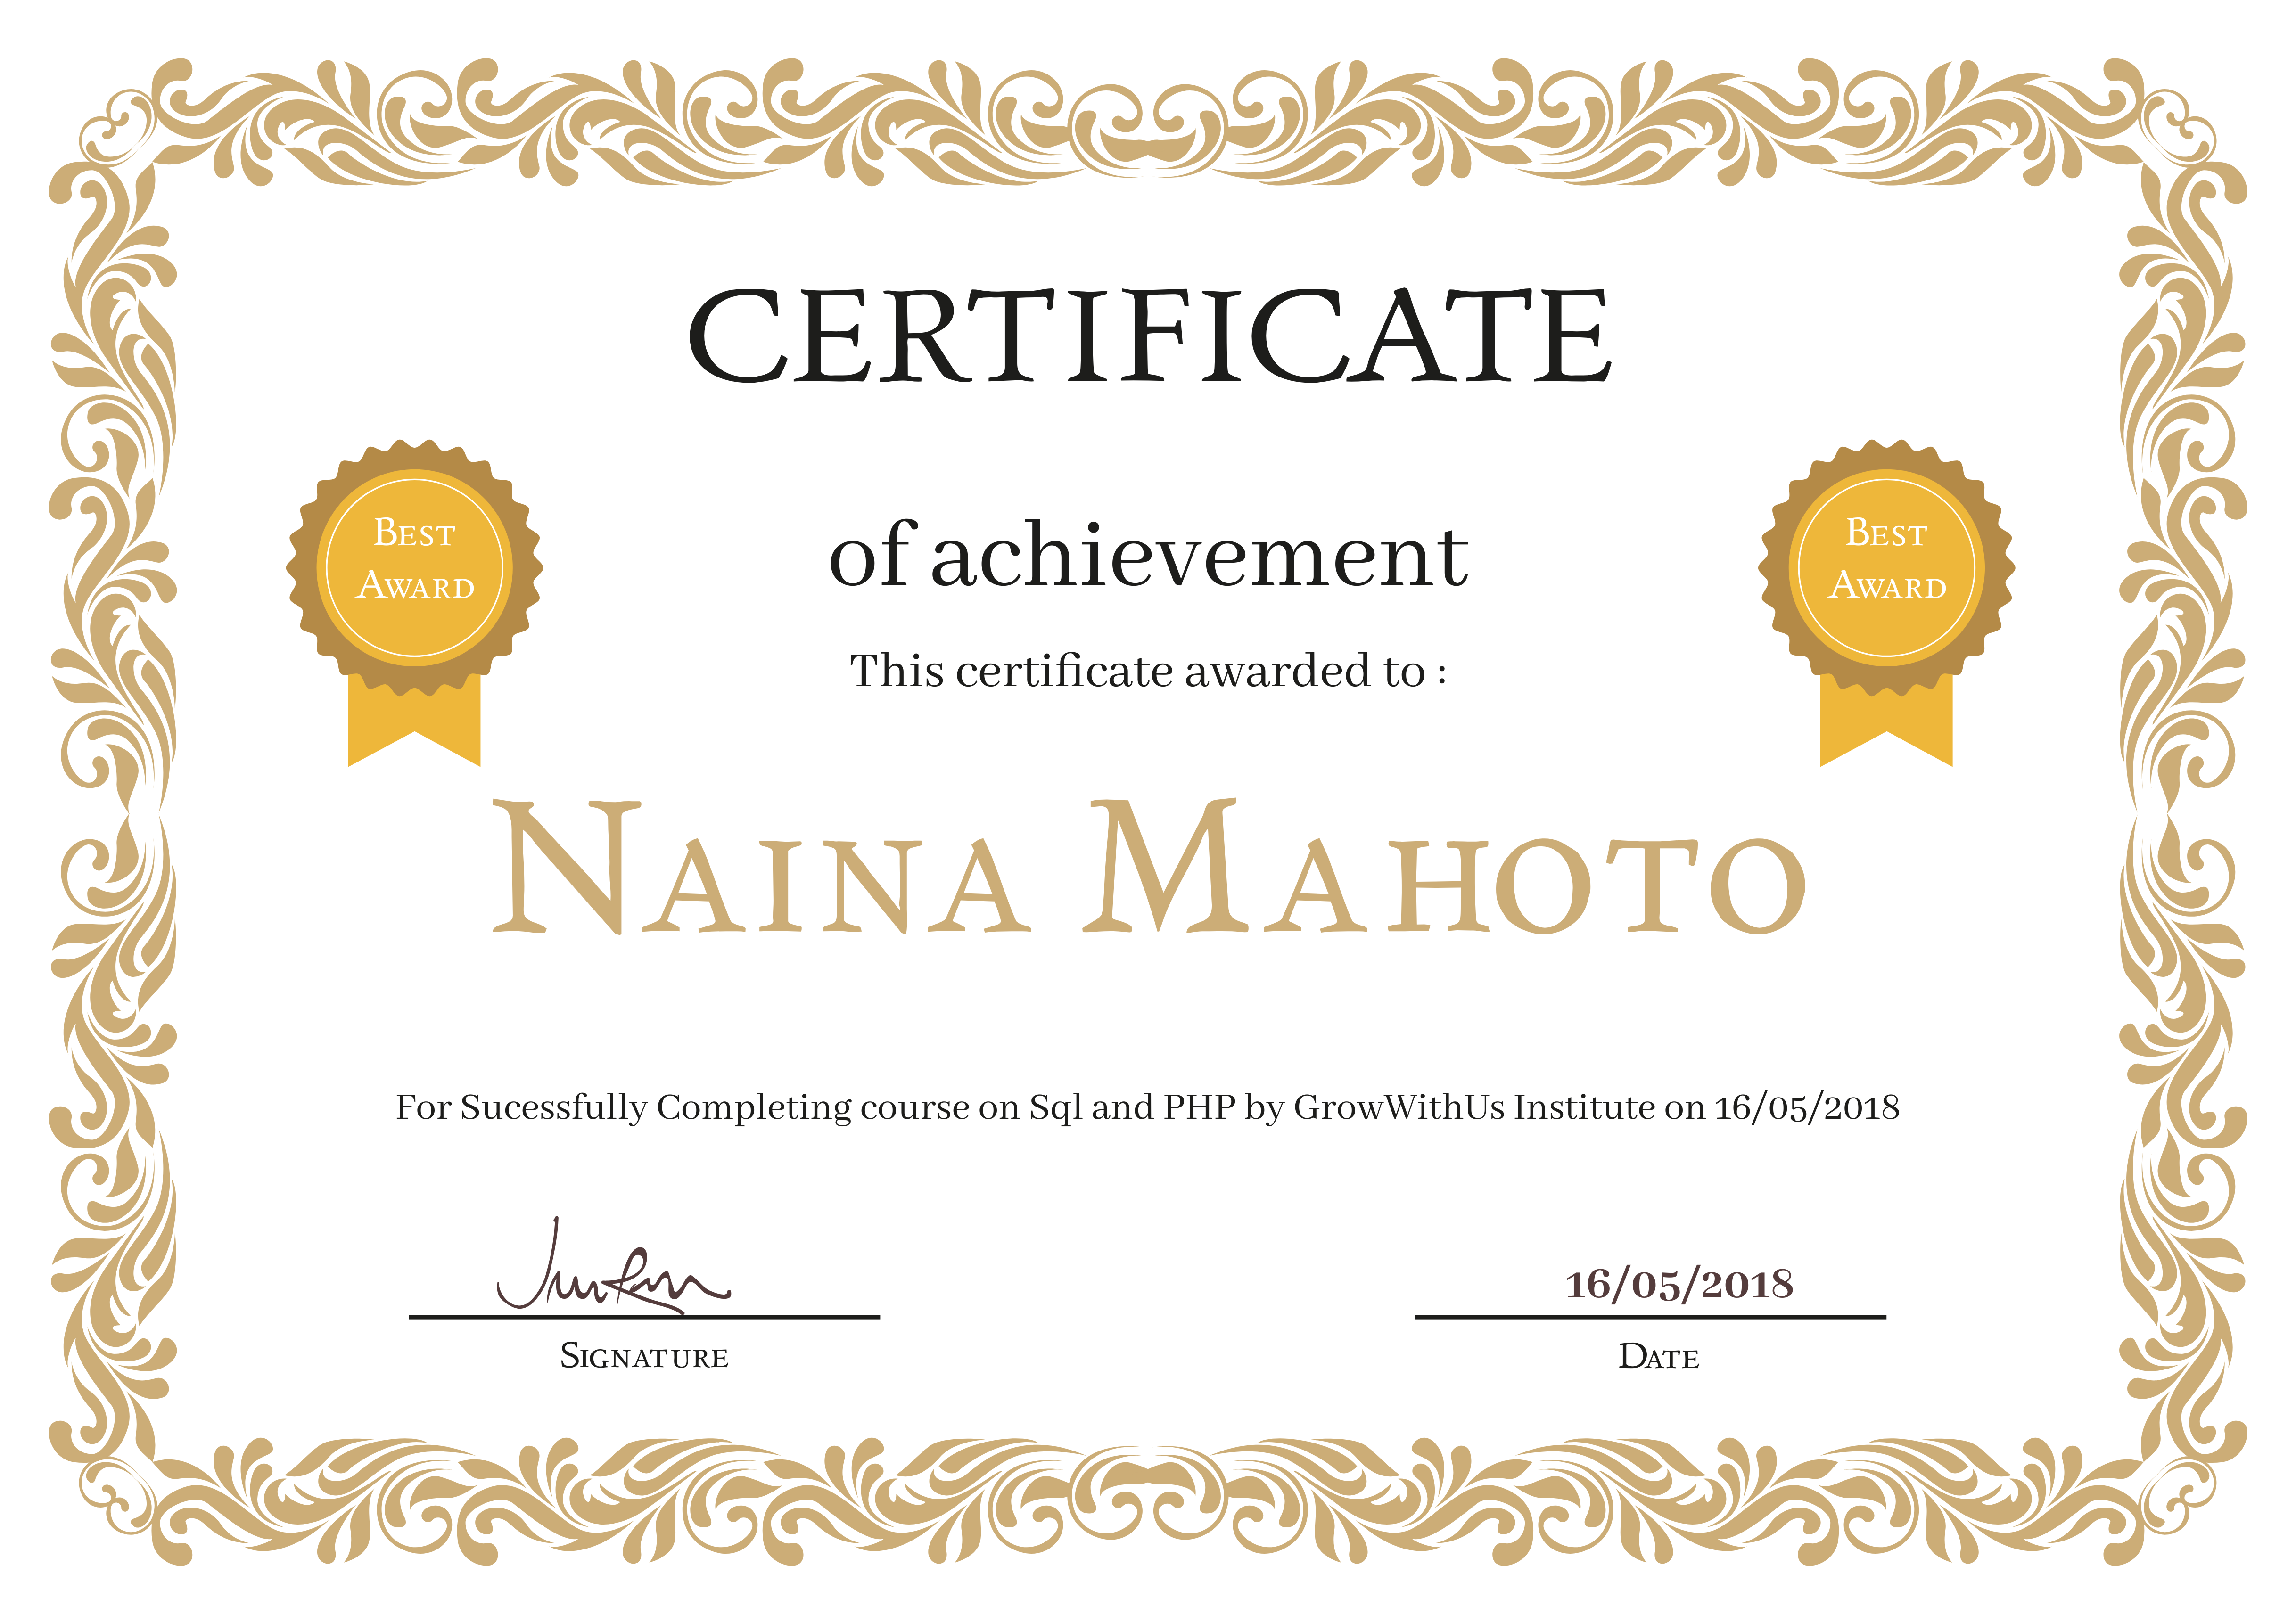 CERTIFICATE
of achievement
Best
Award
Best
Award
This certificate awarded to :
Naina Mahoto
For Sucessfully Completing course on Sql and PHP by GrowWithUs Institute on 16/05/2018
16/05/2018
Signature
Date